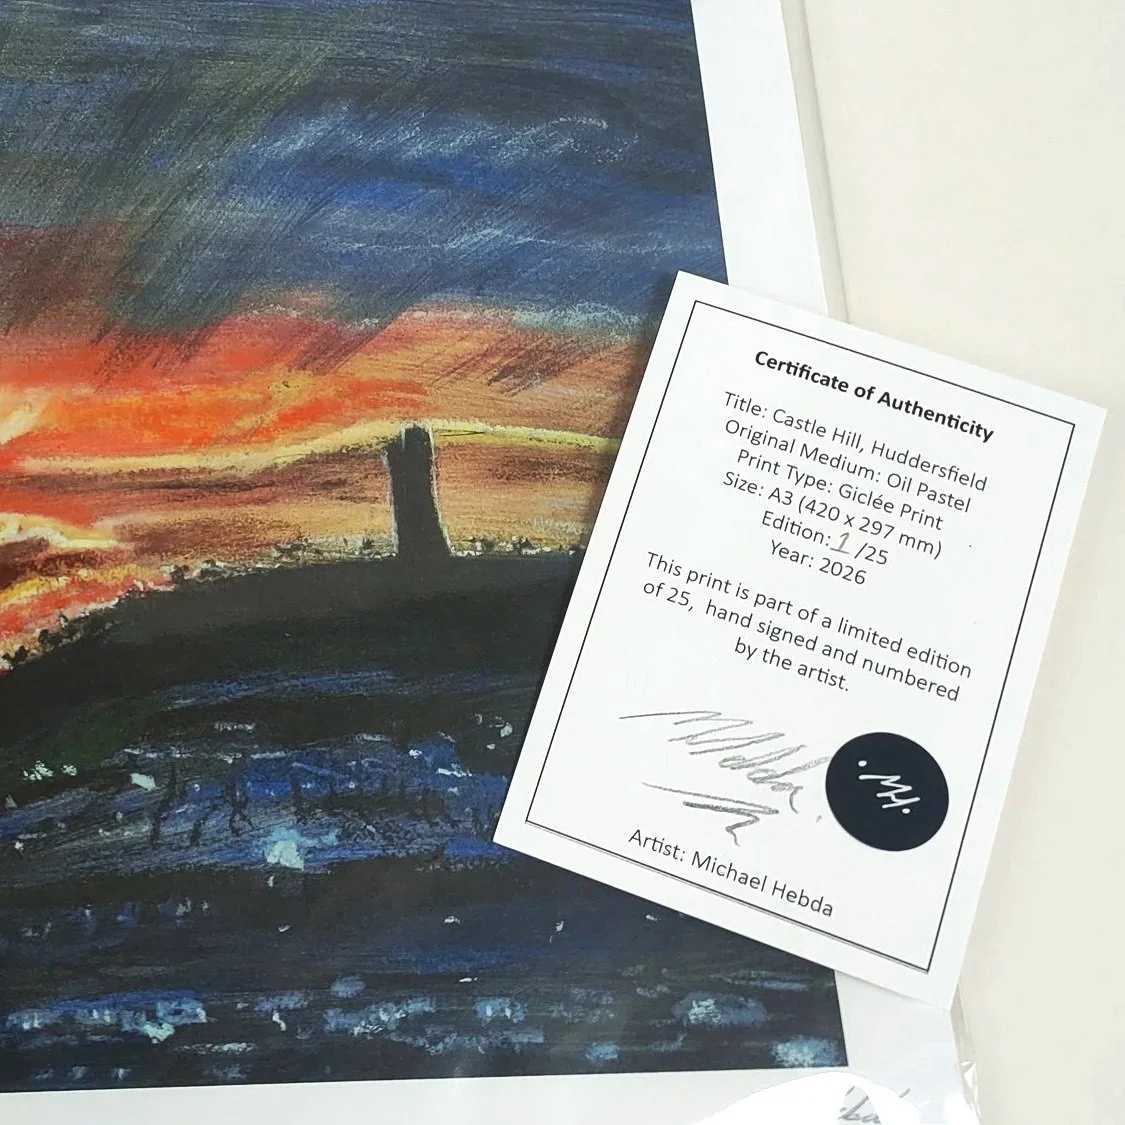 Certificate of Authenticity
Title: Castle Hill, Huddersfield
Original Medium: Oil Pastel
Print Type: Giclée Print
Size: A3 (420 x 297 mm)
Edition: 1 /25
Year: 2026
This print is part of a limited edition
of 25, hand signed and numbered
by the artist.
M Hebda
.MH.
Artist: Michael Hebda